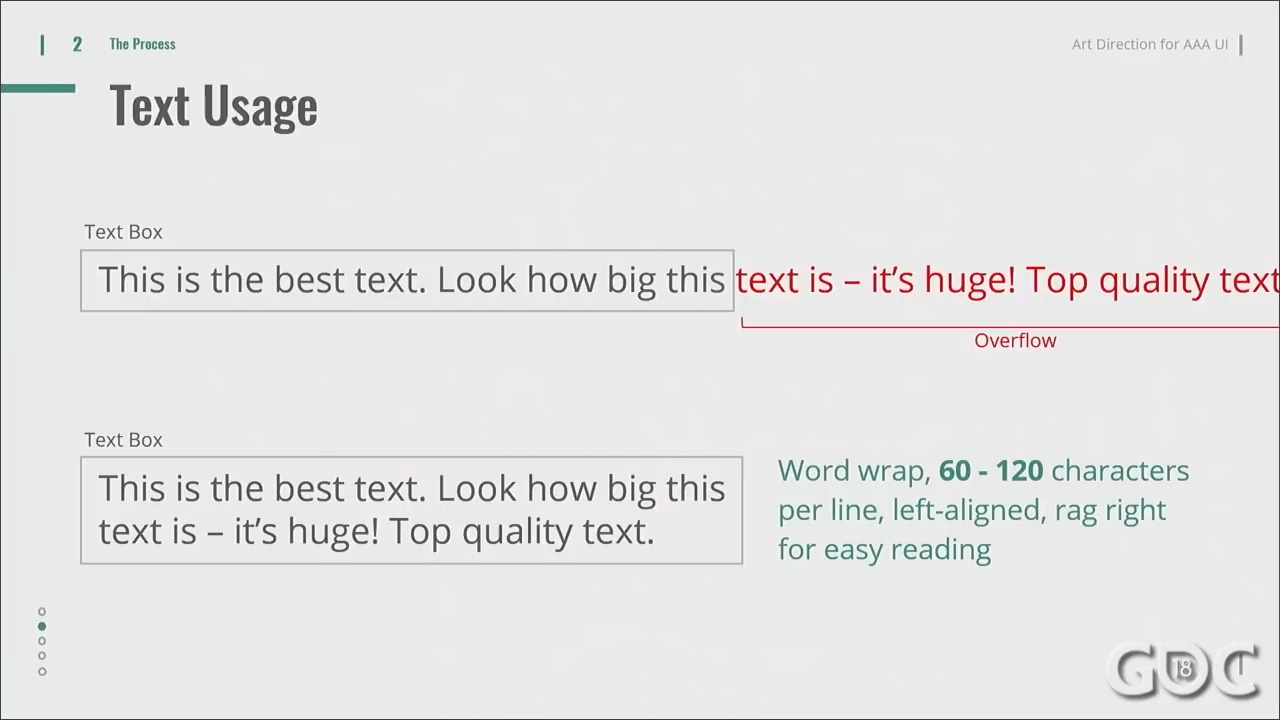 2 The Process
Art Direction for AAA UI
Text Usage
Text Box
This is the best text. Look how big this text is – it’s huge! Top quality text
Overflow
Text Box
This is the best text. Look how big this
text is – it’s huge! Top quality text.
Word wrap, 60 - 120 characters
per line, left-aligned, rag right
for easy reading
GDC
18